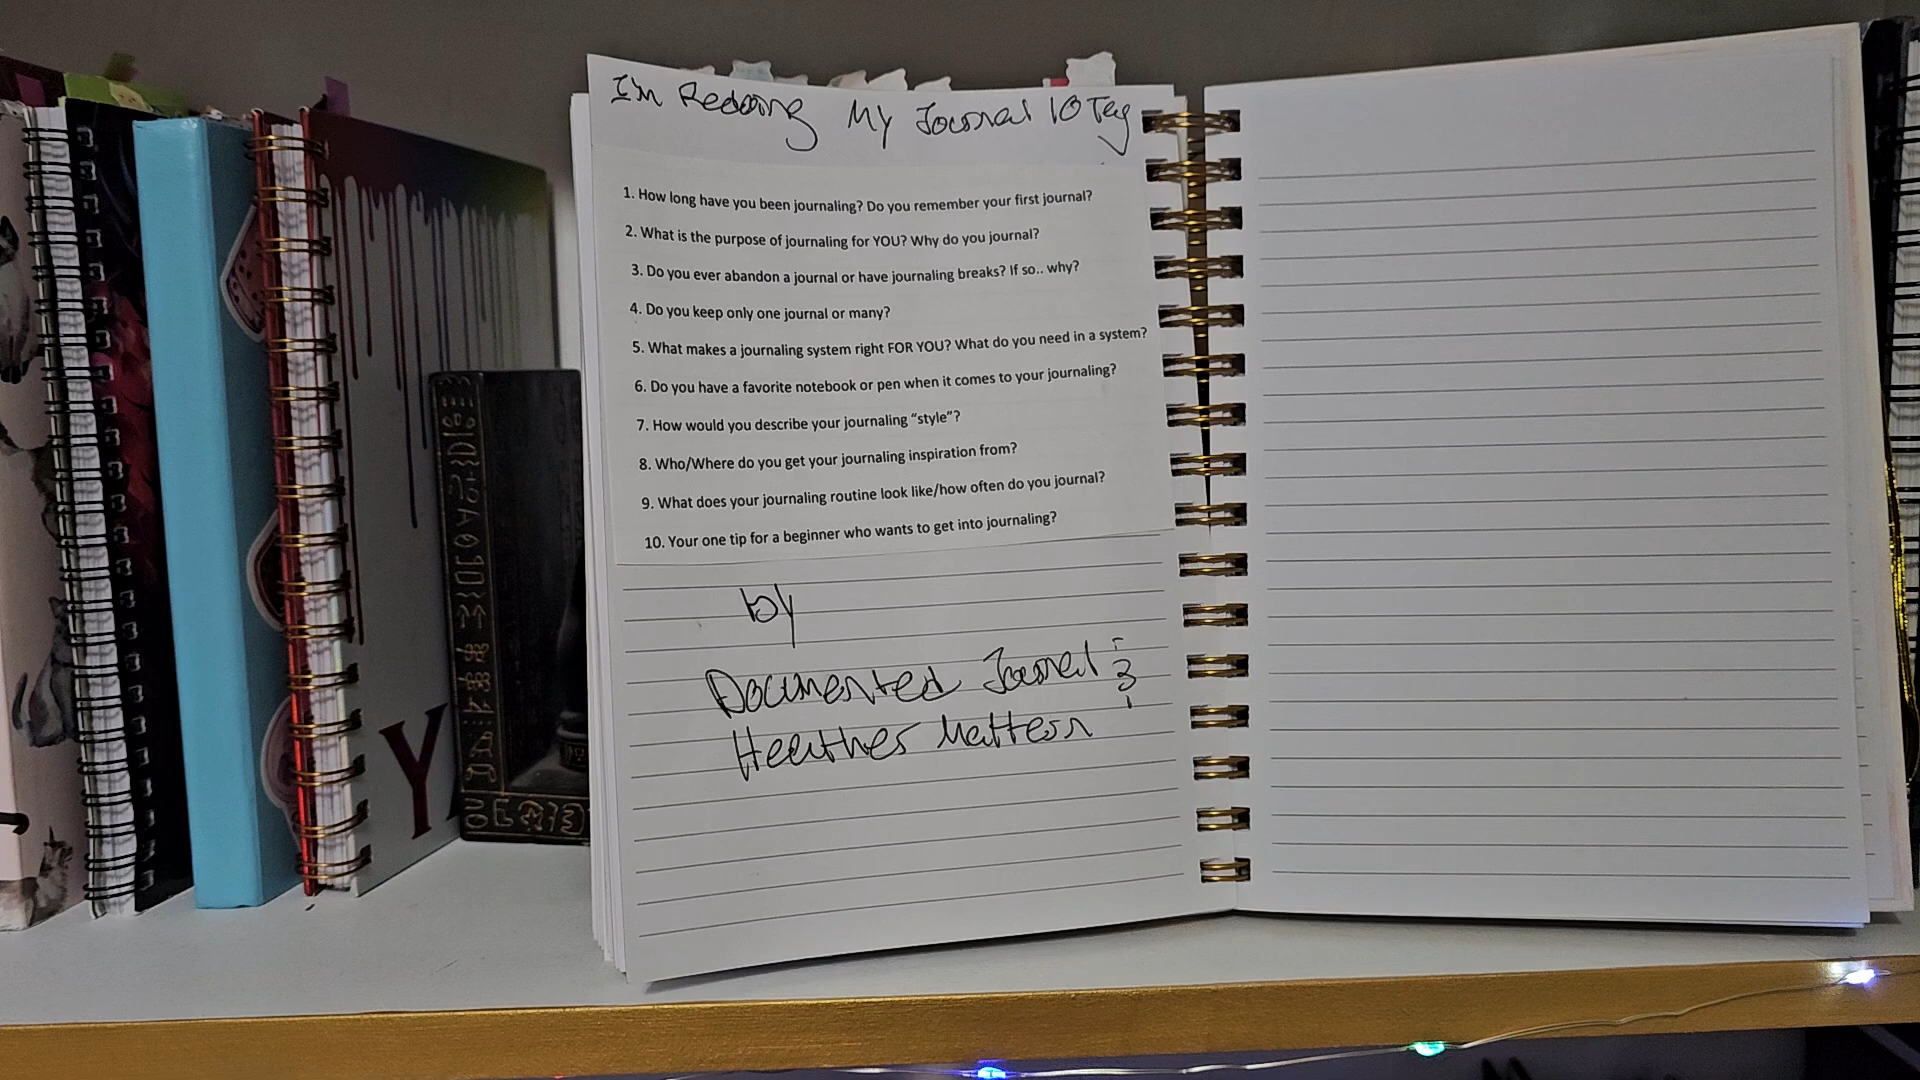 I'm Redoing My Journal 10 Tag
1. How long have you been journaling? Do you remember your first journal?
2. What is the purpose of journaling for YOU? Why do you journal?
3. Do you ever abandon a journal or have journaling breaks? If so.. why?
4. Do you keep only one journal or many?
5. What makes a journaling system right FOR YOU? What do you need in a system?
6. Do you have a favorite notebook or pen when it comes to your journaling?
7. How would you describe your journaling “style”?
8. Who/Where do you get your journaling inspiration from?
9. What does your journaling routine look like/how often do you journal?
10. Your one tip for a beginner who wants to get into journaling?
by
Documented Journal &
Heather Mattern
Y